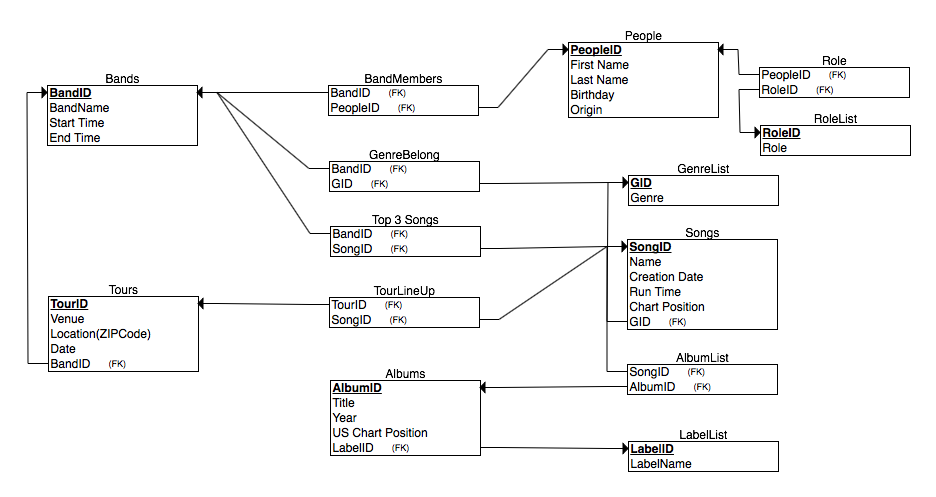 People
PeopleID
First Name
Last Name
Birthday
Origin
Role
PeopleID (FK)
RoleID (FK)
Bands
BandID
BandName
Start Time
End Time
BandMembers
BandID (FK)
PeopleID (FK)
RoleList
RoleID
Role
GenreBelong
BandID (FK)
GID (FK)
GenreList
GID
Genre
Top 3 Songs
BandID (FK)
SongID (FK)
Songs
SongID
Name
Creation Date
Run Time
Chart Position
GID (FK)
Tours
TourID
Venue
Location(ZIPCode)
Date
BandID (FK)
TourLineUp
TourID (FK)
SongID (FK)
AlbumList
SongID (FK)
AlbumID (FK)
Albums
AlbumID
Title
Year
US Chart Position
LabelID (FK)
LabelList
LabelID
LabelName